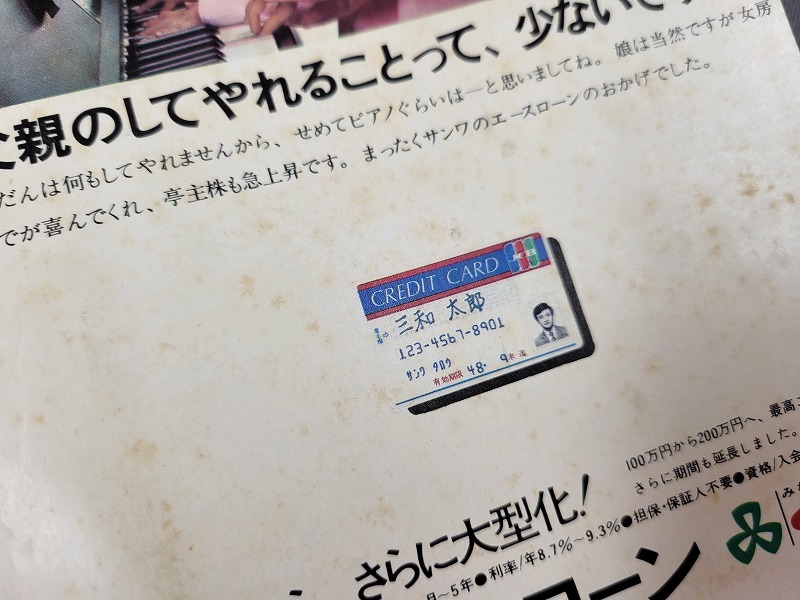 父親のしてやれることって、少ないです
だんは何もしてやれませんから、せめてピアノぐらいは―と思いましてね。娘は当然ですが女房
でが喜んでくれ、亭主株も急上昇です。まったくサンワのエースローンのおかげでした。
CREDIT CARD
JCB
三和 太郎
123-4567-8901
サンワ タロウ
有効期限 48. 9 末迄
さらに大型化!
100万円から200万円へ、最高
さらに期間も延長しました。
月~5年●利率/年8.7%~9.3%●担保・保証人不要●資格/入会
ローン
み